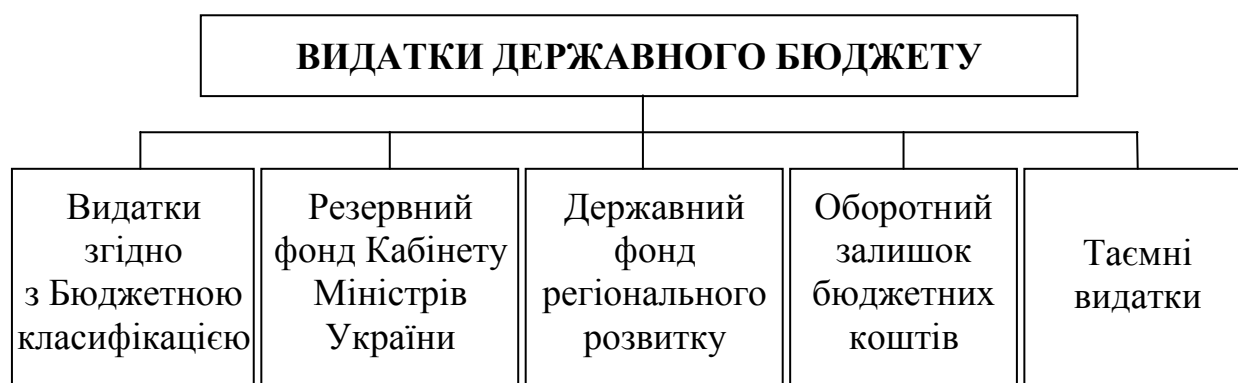 ВИДАТКИ ДЕРЖАВНОГО БЮДЖЕТУ
Видатки
згідно
з Бюджетною
класифікацією
Резервний
фонд Кабінету
Міністрів
України
Державний
фонд
регіонального
розвитку
Оборотний
залишок
бюджетних
коштів
Таємні
видатки